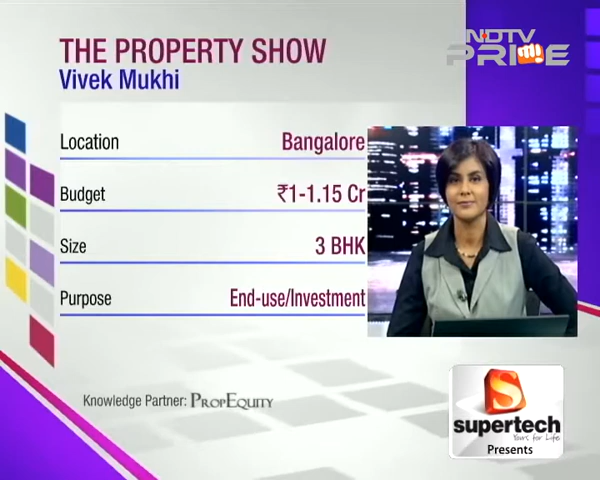 NDTV
PRIME
THE PROPERTY SHOW
Vivek Mukhi
Location Bangalore
Budget ₹1-1.15 Cr
Size 3 BHK
Purpose End-use/Investment
Knowledge Partner: PROPEQUITY
S
supertech
Yours for Life
Presents